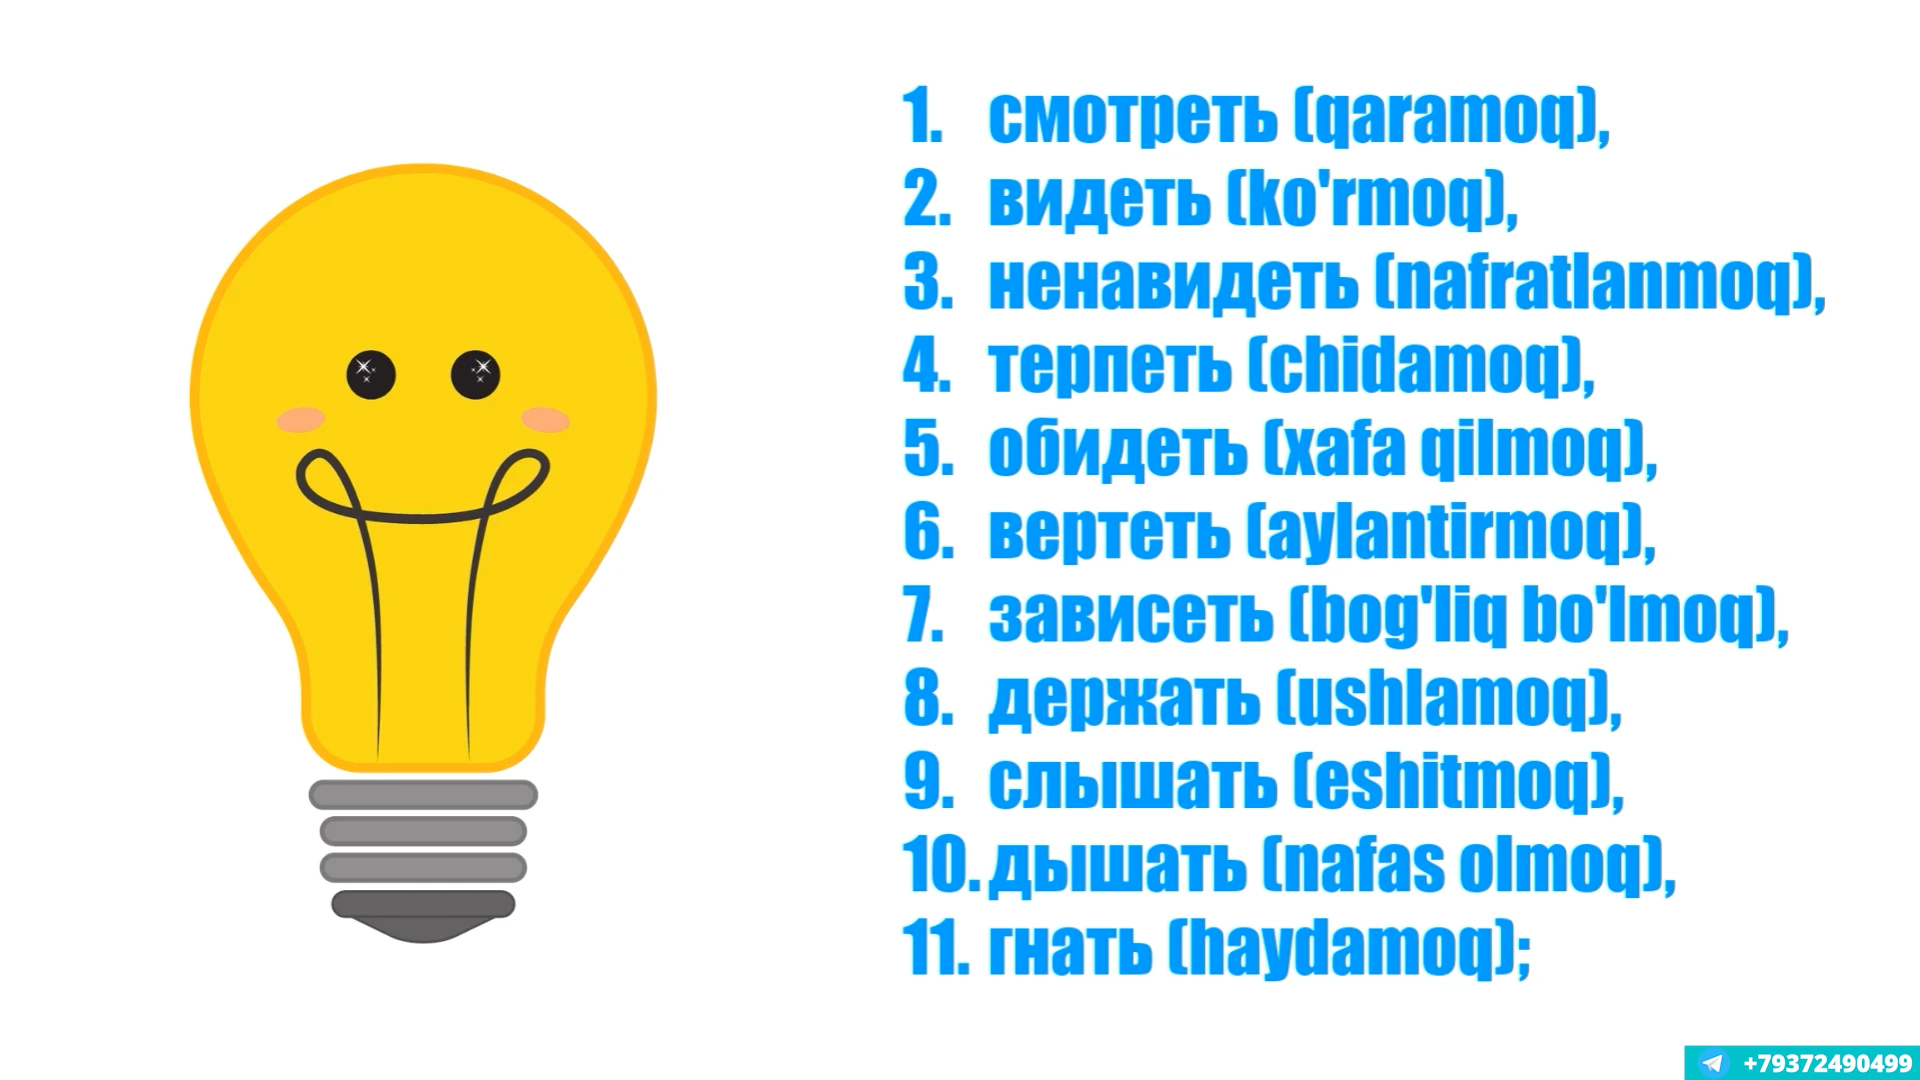 1. смотреть (qaramoq),
2. видеть (ko'rmoq),
3. ненавидеть (nafratlanmoq),
4. терпеть (chidamoq),
5. обидеть (xafa qilmoq),
6. вертеть (aylantirmoq),
7. зависеть (bog'liq bo'lmoq),
8. держать (ushlamoq),
9. слышать (eshitmoq),
10. дышать (nafas olmoq),
11. гнать (haydamoq);
+79372490499